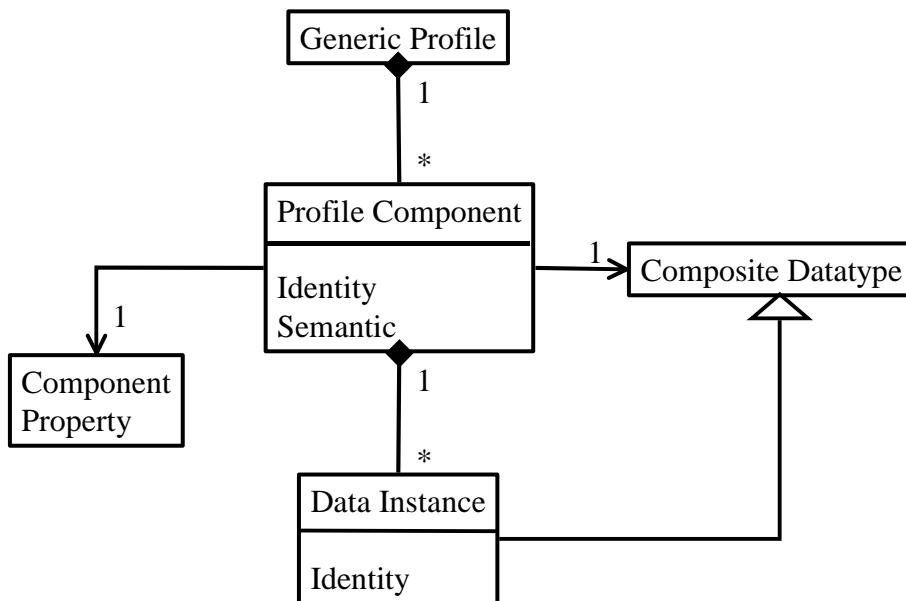 Generic Profile
1
*
Profile Component
Identity
Semantic
1
Composite Datatype
1
Component
Property
1
*
Data Instance
Identity